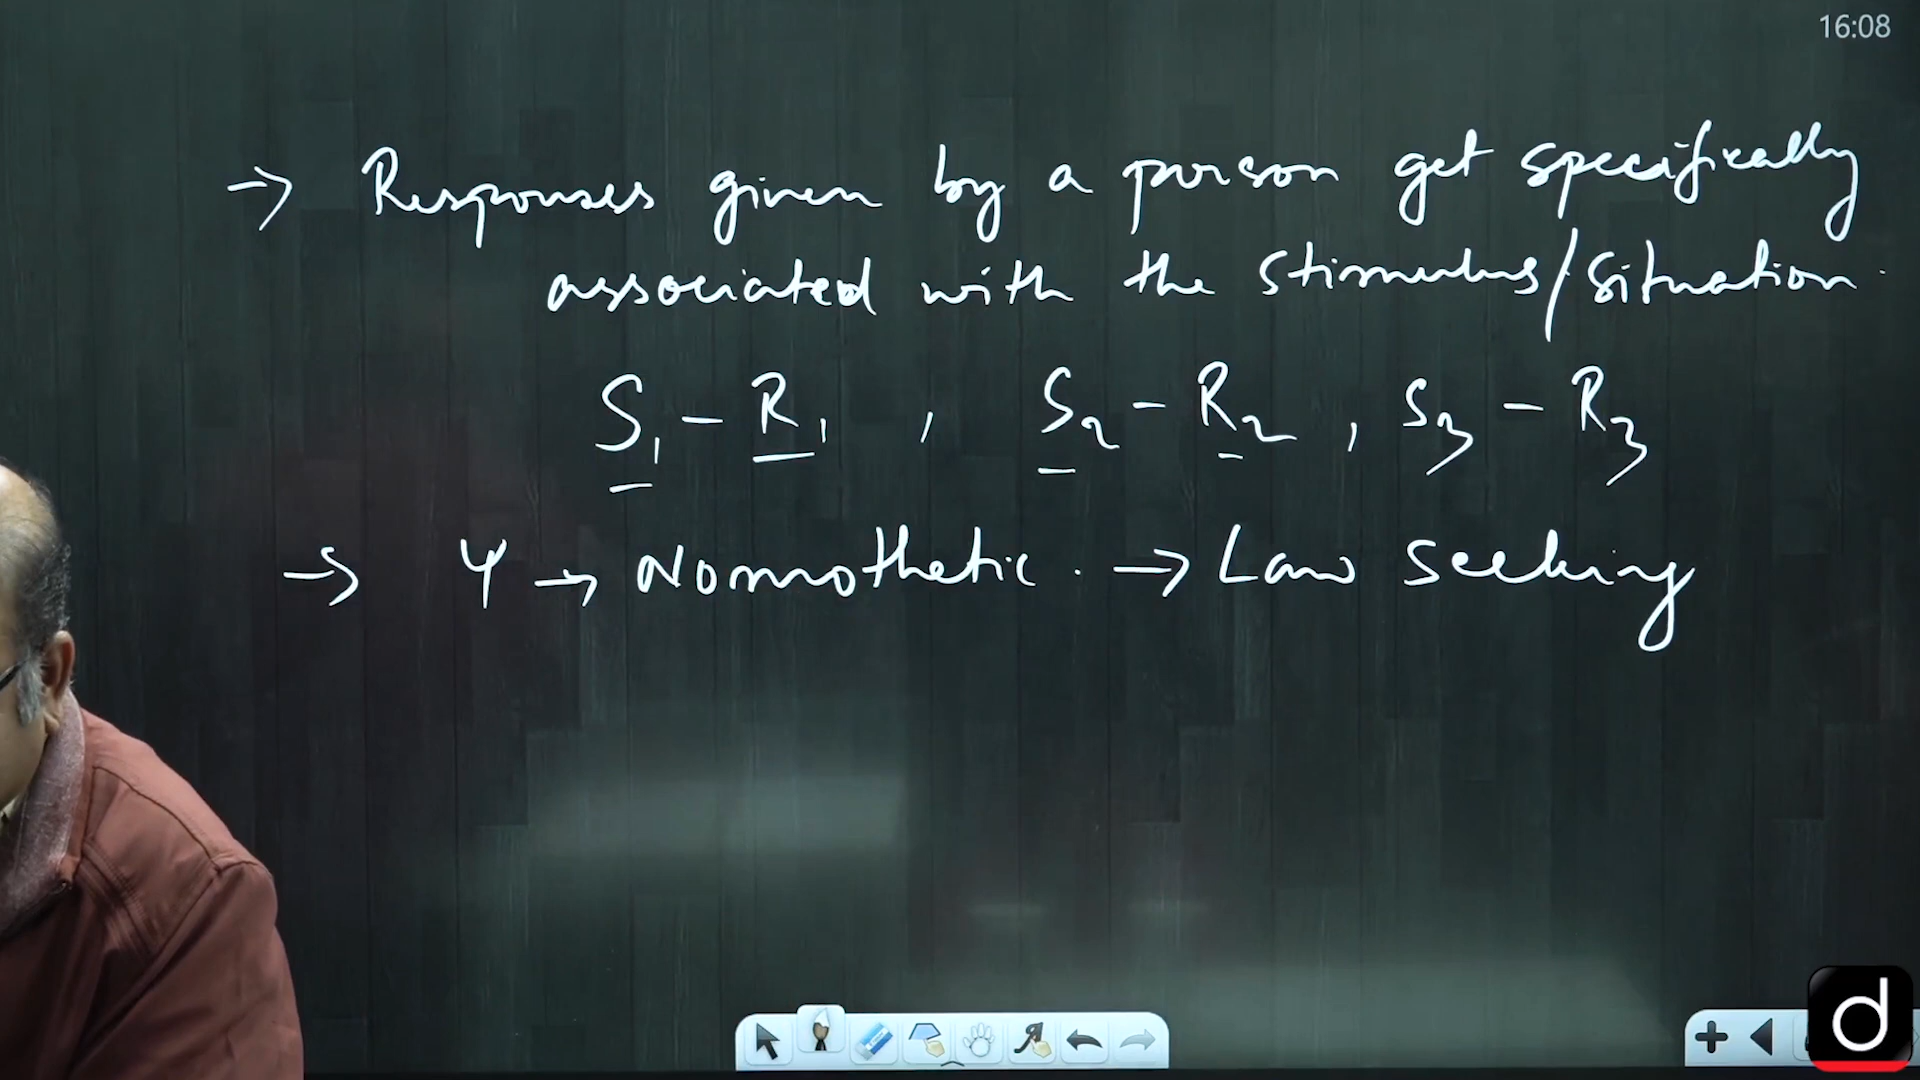 16:08
→ Responses given by a person get specifically
associated with the stimulus/situation.
S₁ - R₁ , S₂ - R₂ , S₃ - R₃
→ Ψ → Nomothetic. → Law Seeking
d